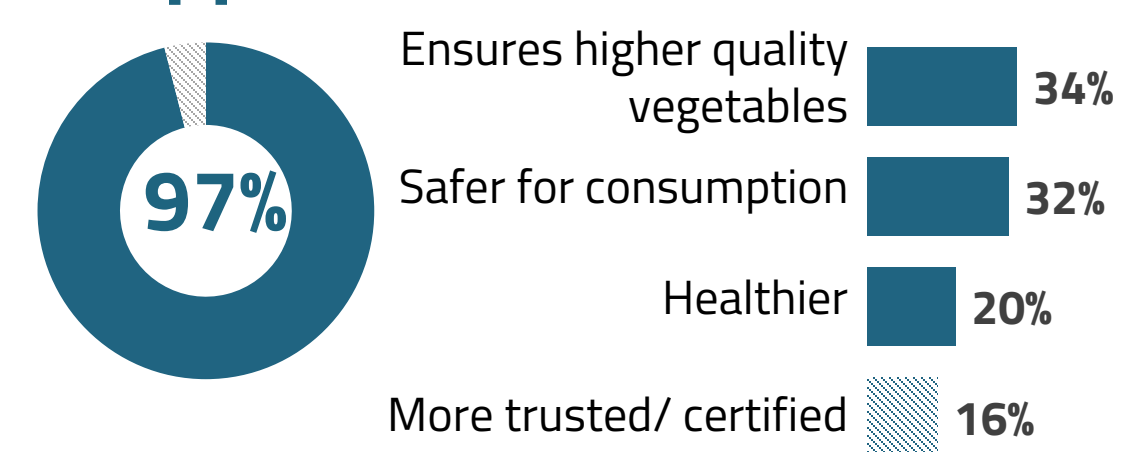 97%
Ensures higher quality
vegetables
34%
Safer for consumption
32%
Healthier
20%
More trusted/ certified
16%